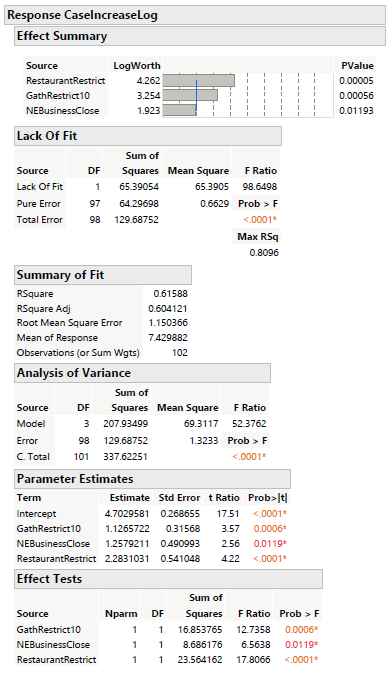 Response CaseIncreaseLog
Effect Summary
Source LogWorth PValue
RestaurantRestrict 4.262 0.00005
GathRestrict10 3.254 0.00056
NEBusinessClose 1.923 0.01193
Lack Of Fit
Sum of
Source DF Squares Mean Square F Ratio
Lack Of Fit 1 65.39054 65.3905 98.6498
Pure Error 97 64.29698 0.6629 Prob > F
Total Error 98 129.68752 <.0001*
Max RSq
0.8096
Summary of Fit
RSquare 0.61588
RSquare Adj 0.604121
Root Mean Square Error 1.150366
Mean of Response 7.429882
Observations (or Sum Wgts) 102
Analysis of Variance
Sum of
Source DF Squares Mean Square F Ratio
Model 3 207.93499 69.3117 52.3762
Error 98 129.68752 1.3233 Prob > F
C. Total 101 337.62251 <.0001*
Parameter Estimates
Term Estimate Std Error t Ratio Prob>|t|
Intercept 4.7029581 0.268655 17.51 <.0001*
GathRestrict10 1.1265722 0.31568 3.57 0.0006*
NEBusinessClose 1.2579211 0.490993 2.56 0.0119*
RestaurantRestrict 2.2831031 0.541048 4.22 <.0001*
Effect Tests
Sum of
Source Nparm DF Squares F Ratio Prob > F
GathRestrict10 1 1 16.853765 12.7358 0.0006*
NEBusinessClose 1 1 8.686176 6.5638 0.0119*
RestaurantRestrict 1 1 23.564162 17.8066 <.0001*